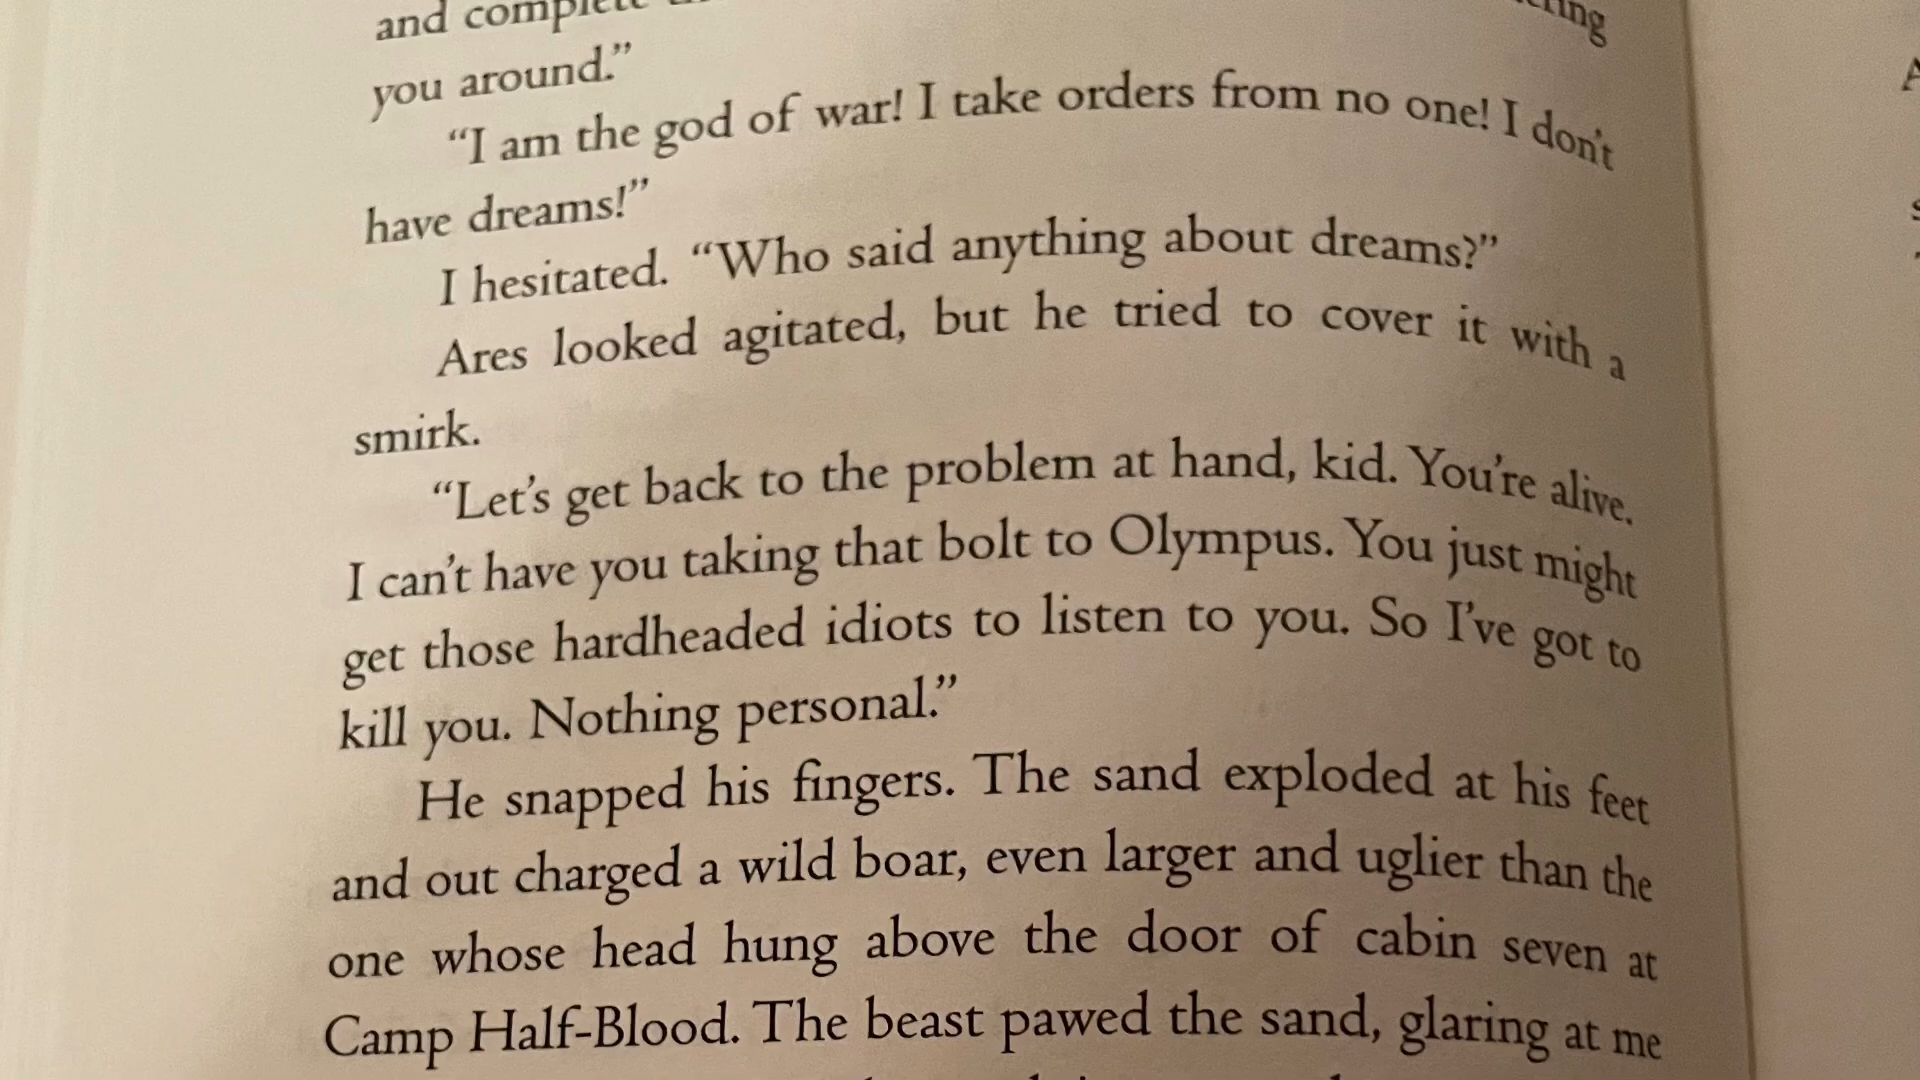 and complete
you around.”
“I am the god of war! I take orders from no one! I don’t
have dreams!”
I hesitated. “Who said anything about dreams?”
Ares looked agitated, but he tried to cover it with a
smirk.
“Let’s get back to the problem at hand, kid. You’re alive.
I can’t have you taking that bolt to Olympus. You just might
get those hardheaded idiots to listen to you. So I’ve got to
kill you. Nothing personal.”
He snapped his fingers. The sand exploded at his feet
and out charged a wild boar, even larger and uglier than the
one whose head hung above the door of cabin seven at
Camp Half-Blood. The beast pawed the sand, glaring at me